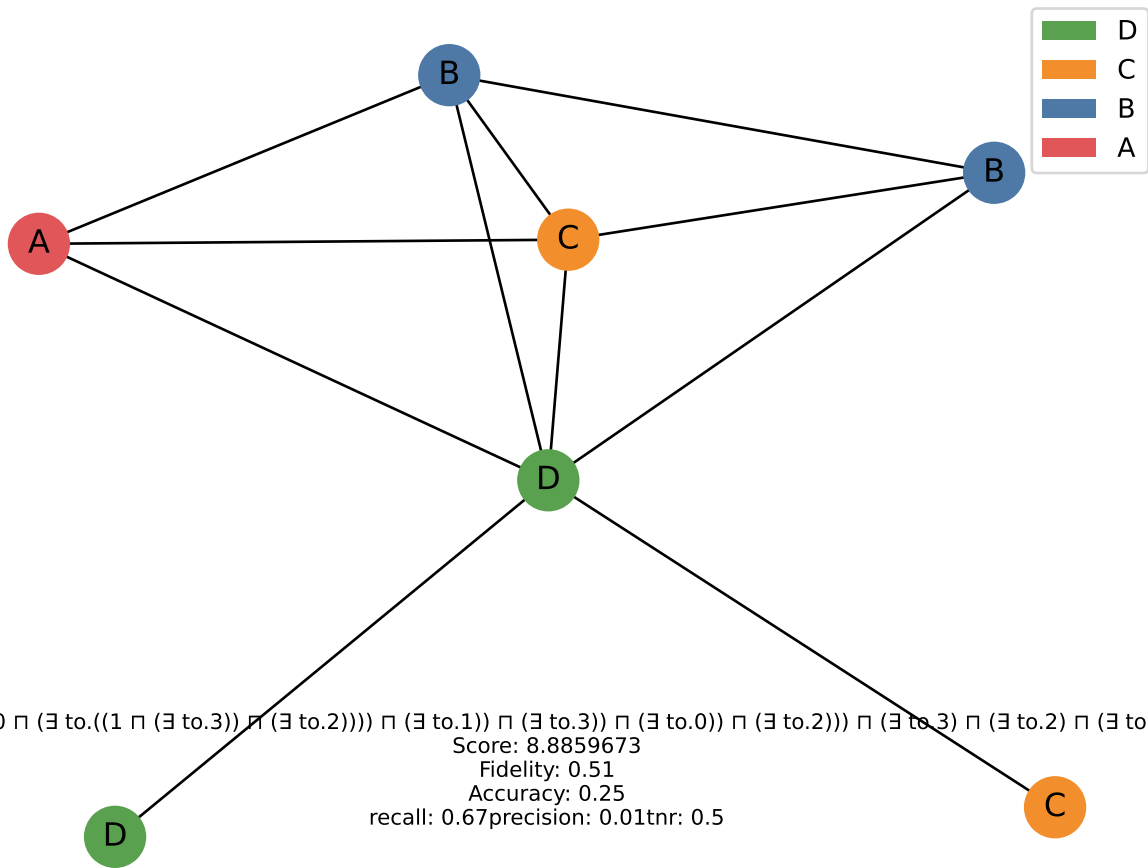 B
D
C
B
A
B
A
C
D
0 ⊓ (∃ to.((1 ⊓ (∃ to.3)) ⊓ (∃ to.2)))) ⊓ (∃ to.1)) ⊓ (∃ to.3)) ⊓ (∃ to.0)) ⊓ (∃ to.2))) ⊓ (∃ to.3) ⊓ (∃ to.2) ⊓ (∃ to
Score: 8.8859673
Fidelity: 0.51
Accuracy: 0.25
recall: 0.67precision: 0.01tnr: 0.5
D
C